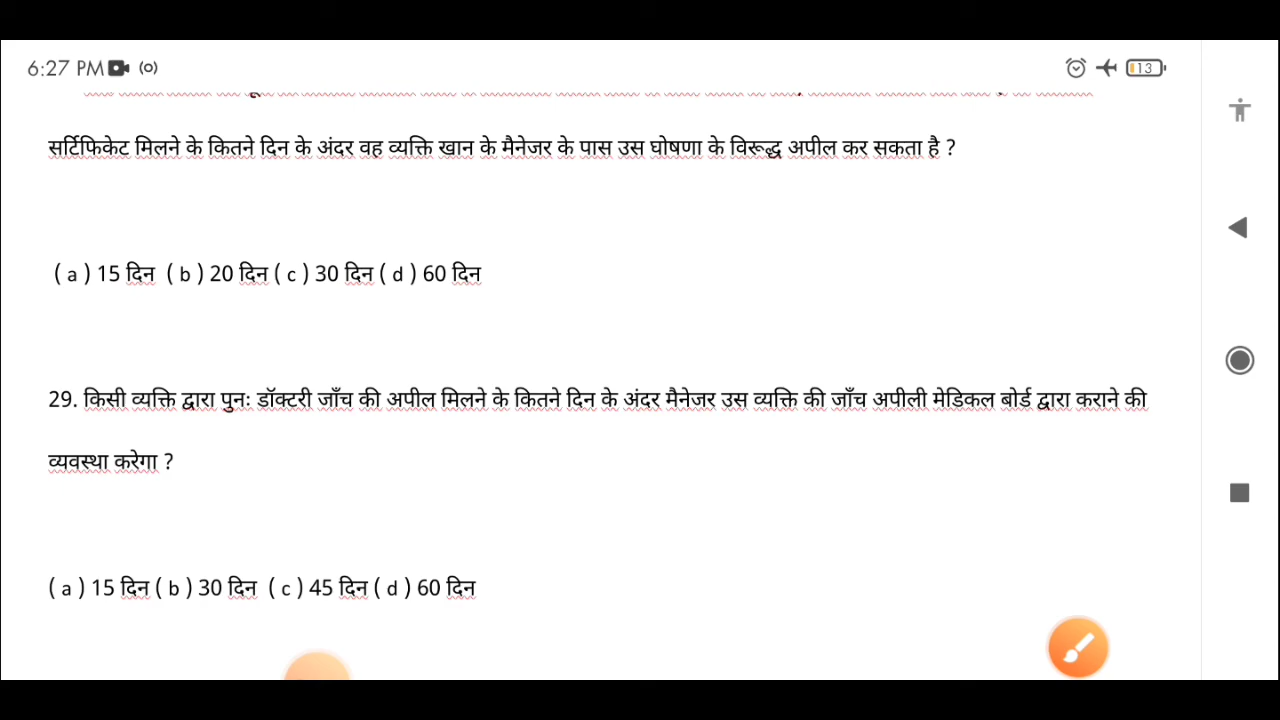 6:27 PM
13
सर्टिफिकेट मिलने के कितने दिन के अंदर वह व्यक्ति खान के मैनेजर के पास उस घोषणा के विरूद्ध अपील कर सकता है ?
( a ) 15 दिन ( b ) 20 दिन ( c ) 30 दिन ( d ) 60 दिन
29. किसी व्यक्ति द्वारा पुनः डॉक्टरी जाँच की अपील मिलने के कितने दिन के अंदर मैनेजर उस व्यक्ति की जाँच अपीली मेडिकल बोर्ड द्वारा कराने की
व्यवस्था करेगा ?
( a ) 15 दिन ( b ) 30 दिन ( c ) 45 दिन ( d ) 60 दिन